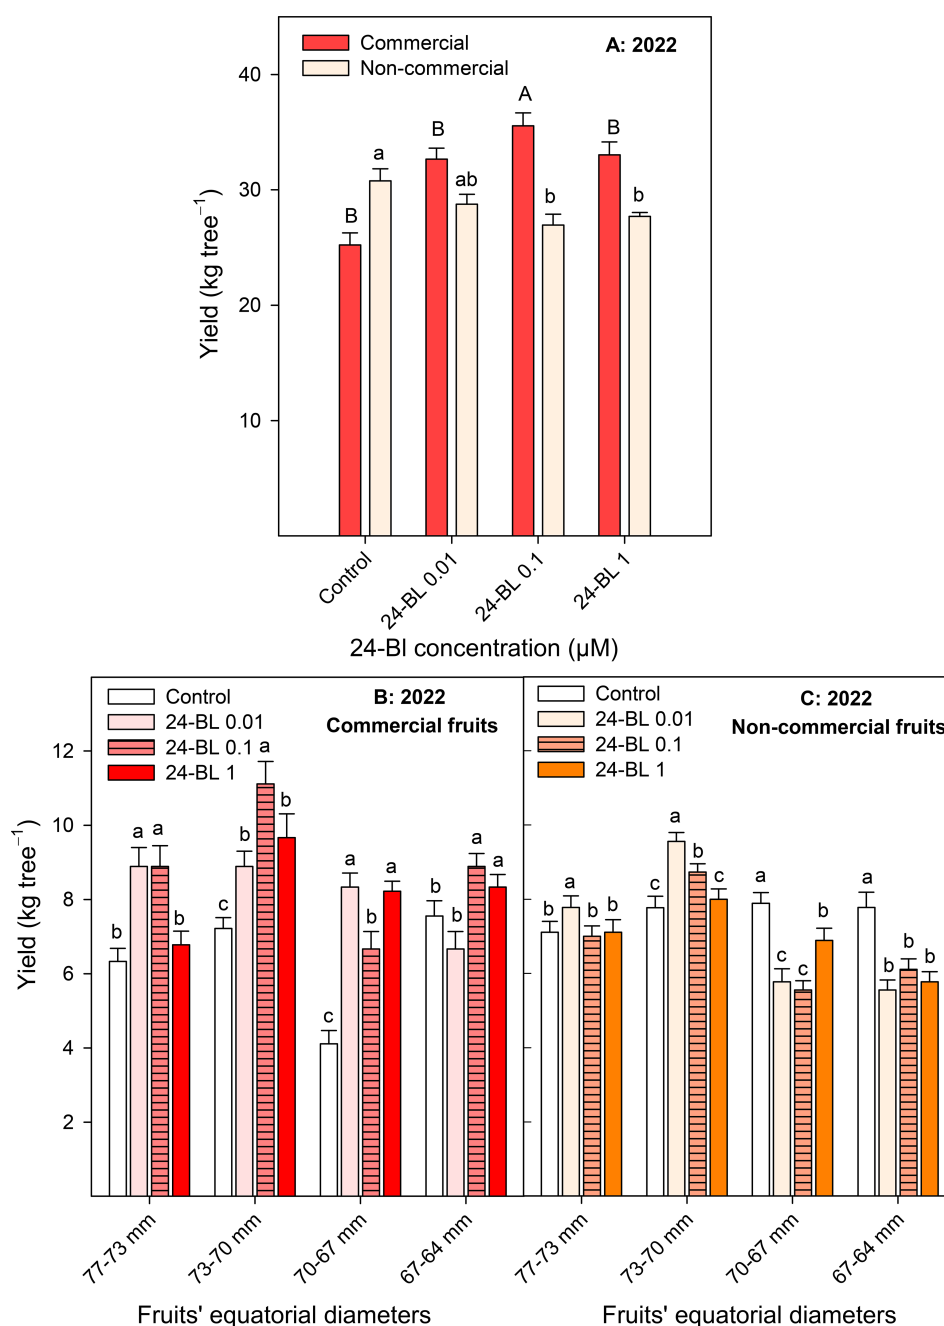 Commercial
Non-commercial
A: 2022
Yield (kg tree⁻¹)
40
30
20
10
B
a
B
ab
A
b
B
b
Control
24-BL 0.01
24-BL 0.1
24-BL 1
24-Bl concentration (µM)
Control
24-BL 0.01
24-BL 0.1
24-BL 1
B: 2022
Commercial fruits
Yield (kg tree⁻¹)
12
10
8
6
4
2
b
a
a
b
c
b
a
b
c
a
b
a
b
b
a
a
77-73 mm
73-70 mm
70-67 mm
67-64 mm
Fruits' equatorial diameters
Control
24-BL 0.01
24-BL 0.1
24-BL 1
C: 2022
Non-commercial fruits
b
a
b
b
c
a
b
c
a
c
c
b
a
b
b
b
77-73 mm
73-70 mm
70-67 mm
67-64 mm
Fruits' equatorial diameters